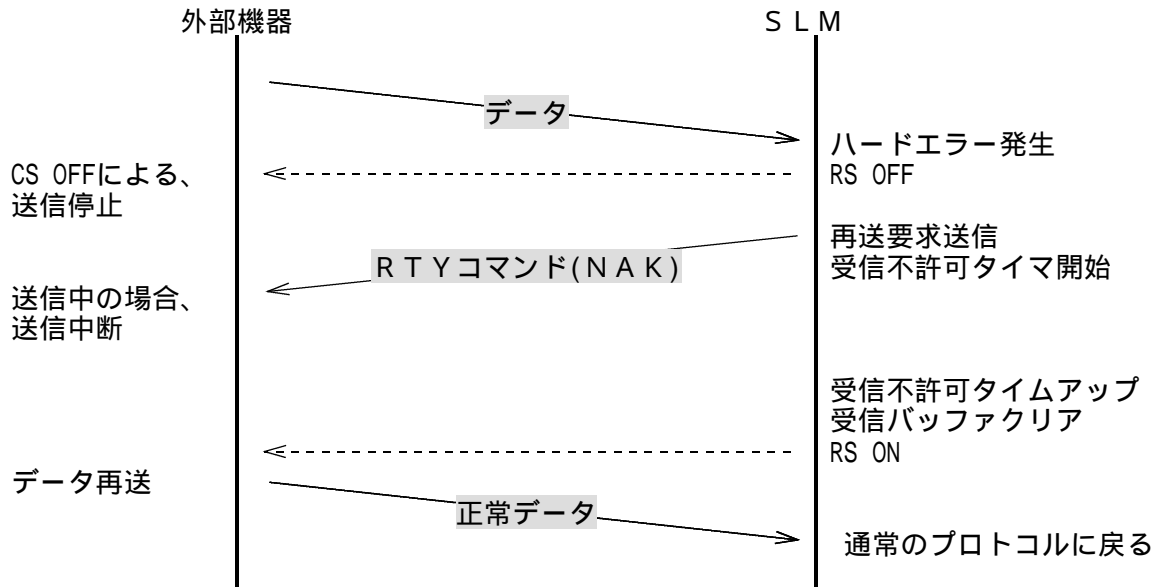 外部機器
ＳＬＭ
データ
ハードエラー発生
CS OFFによる、
RS OFF
送信停止
再送要求送信
ＲＴＹコマンド(ＮＡＫ)
受信不許可タイマ開始
送信中の場合、
送信中断
受信不許可タイムアップ
受信バッファクリア
RS ON
データ再送
正常データ
通常のプロトコルに戻る